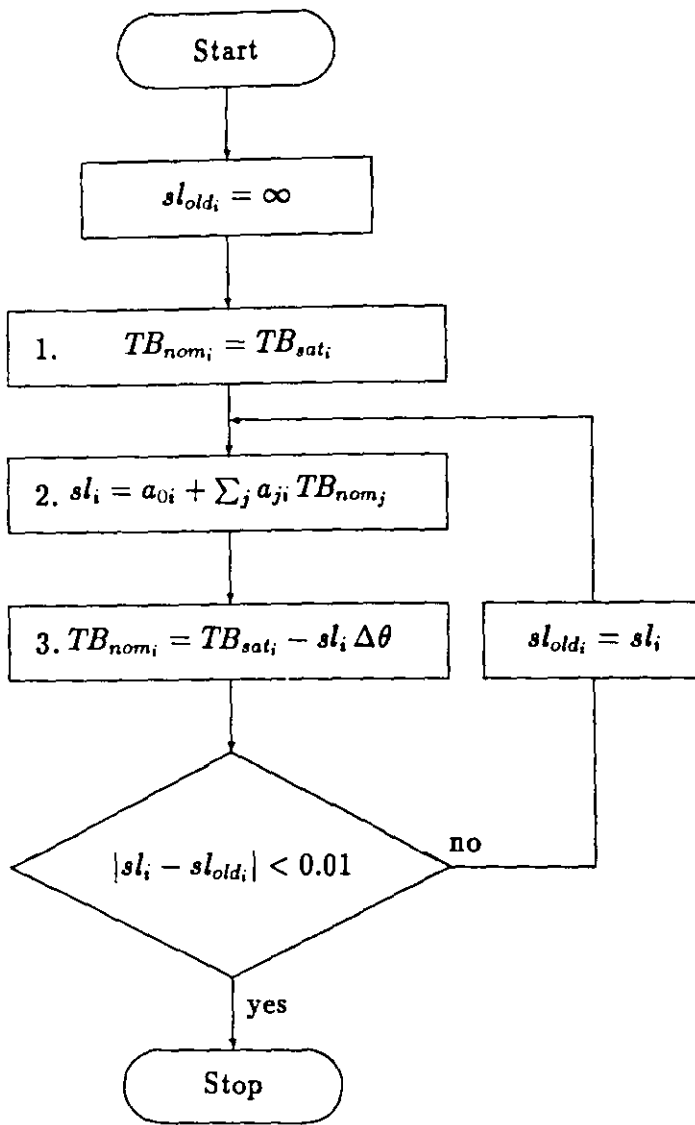 Start
sl_{old_i} = ∞
1. TB_{nom_i} = TB_{sat_i}
2. sl_i = a_{0i} + ∑_j a_{ji} TB_{nom_j}
3. TB_{nom_i} = TB_{sat_i} − sl_i Δθ
sl_{old_i} = sl_i
|sl_i − sl_{old_i}| < 0.01
no
yes
Stop